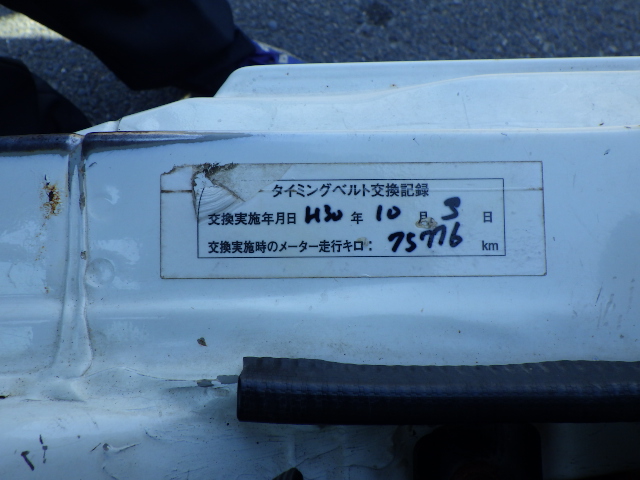 タイミングベルト交換記録
交換実施年月日 H30 年 10 月 3 日
交換実施時のメーター走行キロ: 75776 km